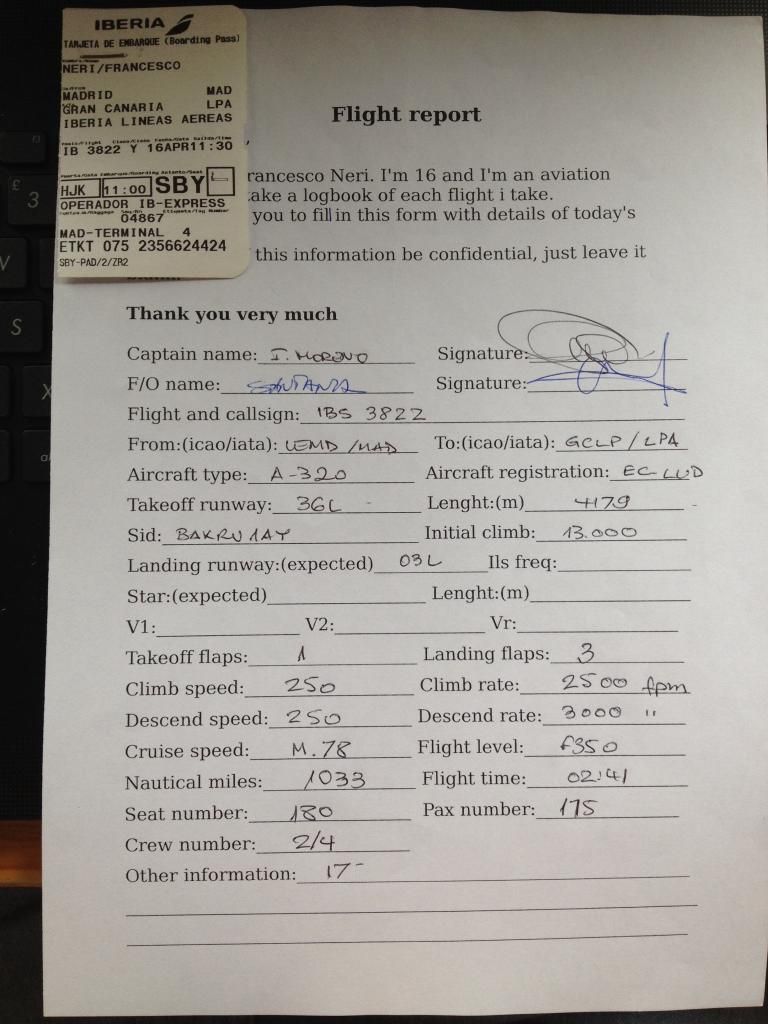 IBERIA
TARJETA DE EMBARQUE (Boarding Pass)
NERI/FRANCESCO
MADRID MAD
GRAN CANARIA LPA
IBERIA LINEAS AEREAS
IB 3822 Y 16APR11:30
HJK 11:00 SBY
OPERADOR IB-EXPRESS
04867
MAD-TERMINAL 4
ETKT 075 2356624424
SBY-PAD/2/ZR2
Flight report
rancesco Neri. I'm 16 and I'm an aviation
take a logbook of each flight i take.
you to fill in this form with details of today's
this information be confidential, just leave it
Thank you very much
Captain name: I. MORENO Signature:
F/O name: SANTANA Signature:
Flight and callsign: IBS 3822
From:(icao/iata): LEMD /MAD To:(icao/iata): GCLP / LPA
Aircraft type: A-320 Aircraft registration: EC-LUD
Takeoff runway: 36L - Lenght:(m) 4179 -
Sid: BAKRU 1AY Initial climb: 13.000
Landing runway:(expected) 03L Ils freq:
Star:(expected) Lenght:(m)
V1: V2: Vr:
Takeoff flaps: 1 Landing flaps: 3
Climb speed: 250 Climb rate: 2500 fpm
Descend speed: 250 Descend rate: 3000 "
Cruise speed: M.78 Flight level: F350
Nautical miles: 1033 Flight time: 02:41
Seat number: 180 Pax number: 175
Crew number: 2/4
Other information: 17-